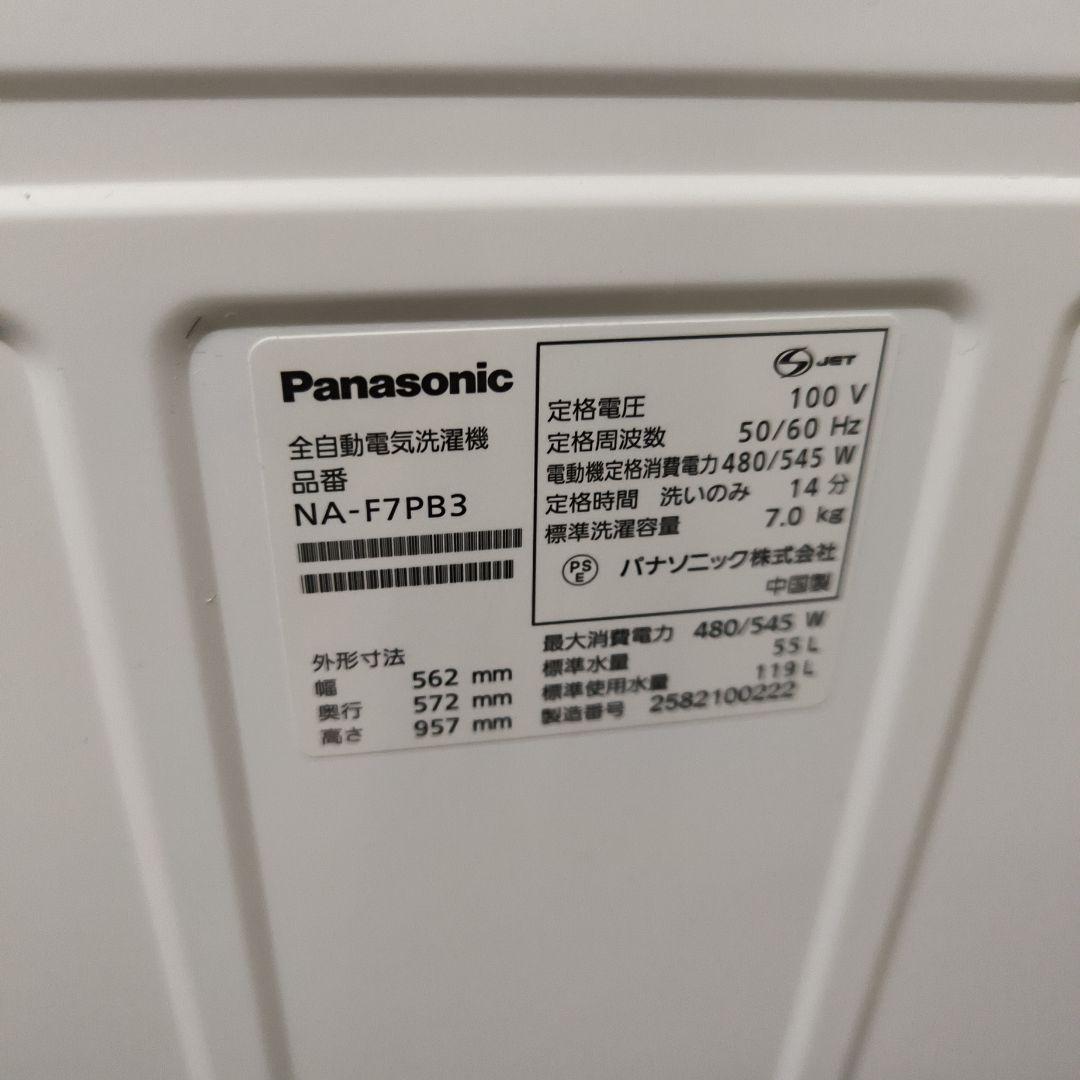 Panasonic
全自動電気洗濯機
品番
NA-F7PB3
外形寸法
幅 562 mm
奥行 572 mm
高さ 957 mm
S JET
定格電圧 100 V
定格周波数 50/60 Hz
電動機定格消費電力 480/545 W
定格時間 洗いのみ 14 分
標準洗濯容量 7.0 kg
PS
E
パナソニック株式会社
中国製
最大消費電力 480/545 W
標準水量 55 L
標準使用水量 119 L
製造番号 2582100222